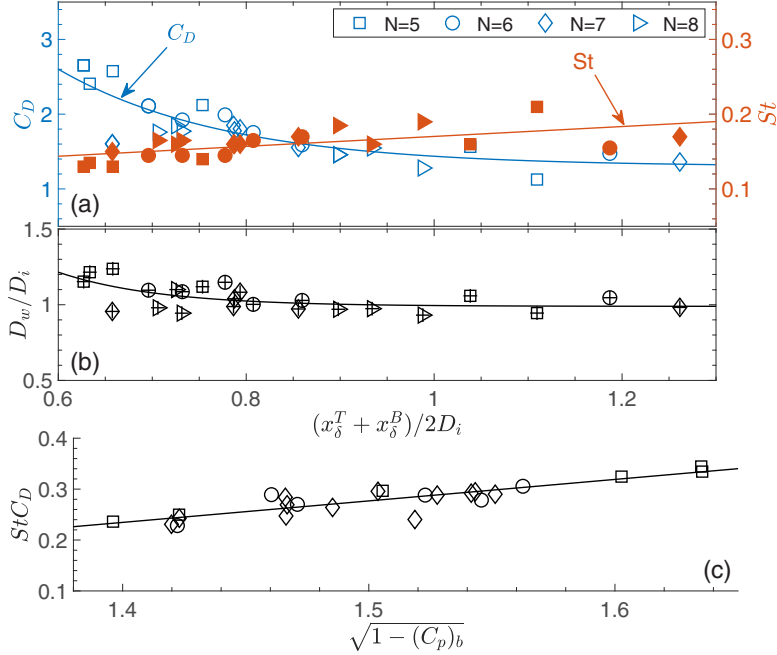 N=5 N=6 N=7 N=8
3
2
1
C_D
C_D
St
0.3
0.2
0.1
St
(a)
1.5
1
0.5
D_w/D_i
(b)
0.6 0.8 1 1.2
(x_δ^T + x_δ^B)/2D_i
0.4
0.3
0.2
0.1
StC_D
(c)
1.4 1.5 1.6
√1 − (C_p)_b